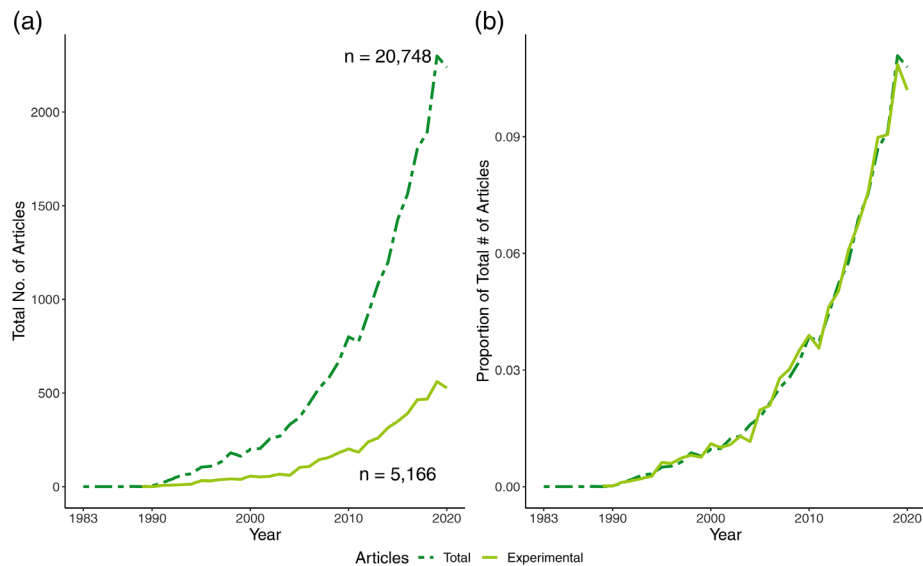 (a)
n = 20,748
Total No. of Articles
2000
1500
1000
500
0
n = 5,166
1983
1990
2000
2010
2020
Year
(b)
Proportion of Total # of Articles
0.09
0.06
0.03
0.00
1983
1990
2000
2010
2020
Year
Articles Total Experimental